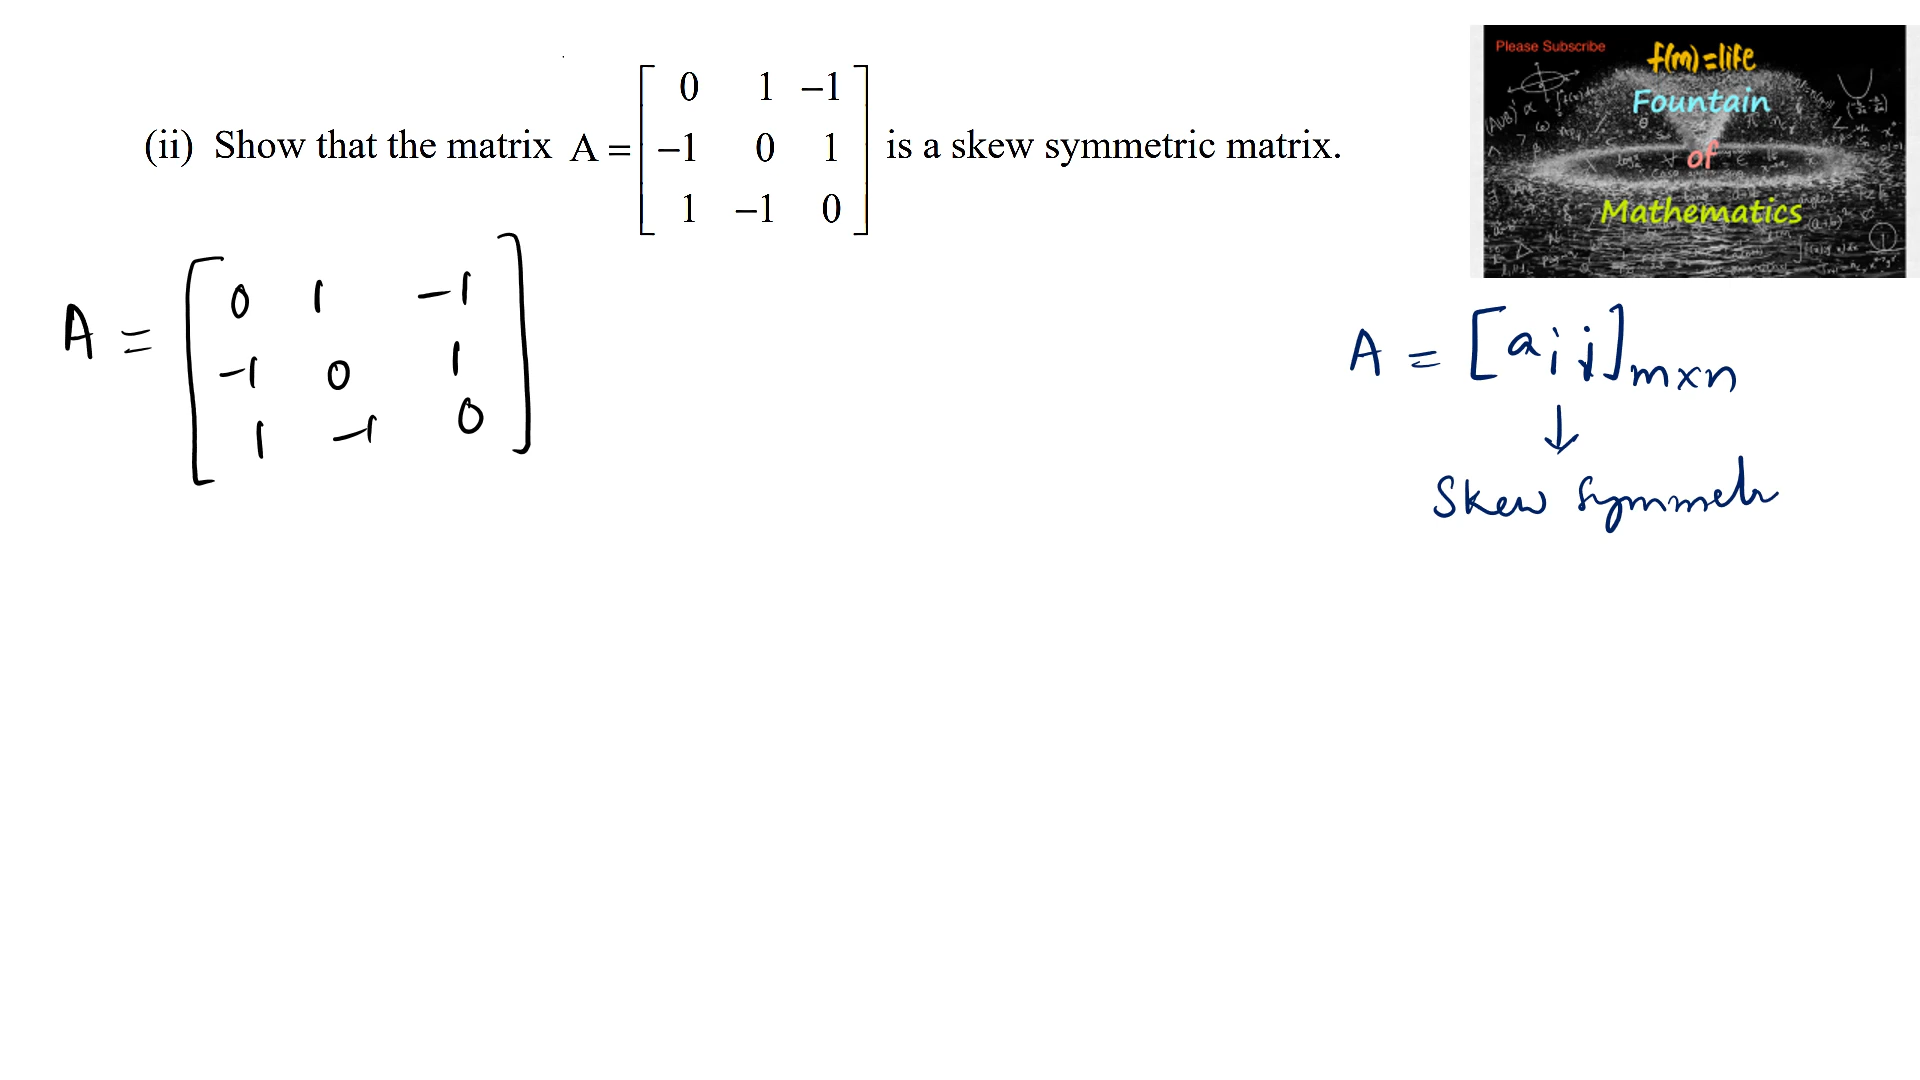 Please Subscribe
f(m)=life
Fountain
of
Mathematics
(ii) Show that the matrix A = [ 0 1 −1
−1 0 1
1 −1 0 ] is a skew symmetric matrix.
A = [ 0 1 -1
-1 0 1
1 -1 0 ]
A = [aij]m×n
↓
Skew Symmetr